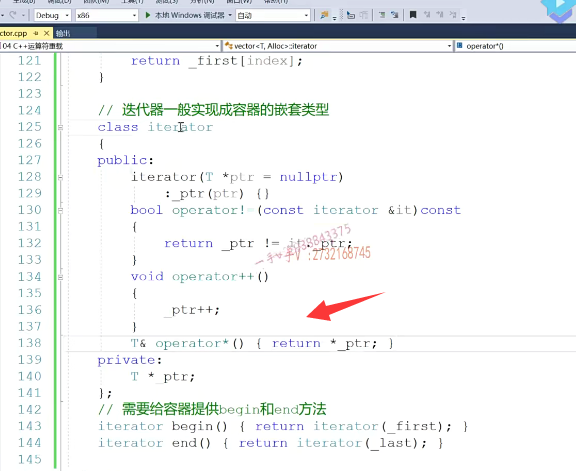 Debug x86 本地 Windows 调试器 自动
ctor.cpp 输出
04 C++运算符重载 vector<T, Alloc>::iterator operator*()
121 return _first[index];
122 }
123
124 // 迭代器一般实现成容器的嵌套类型
125 class iterator
126 {
127 public:
128 iterator(T *ptr = nullptr)
129 :_ptr(ptr) {}
130 bool operator!=(const iterator &it)const
131 {
132 return _ptr != it._ptr;
133 }
134 void operator++()
135 {
136 _ptr++;
137 }
138 T& operator*() { return *_ptr; }
139 private:
140 T *_ptr;
141 };
142 // 需要给容器提供begin和end方法
143 iterator begin() { return iterator(_first); }
144 iterator end() { return iterator(_last); }
145
:2732168745